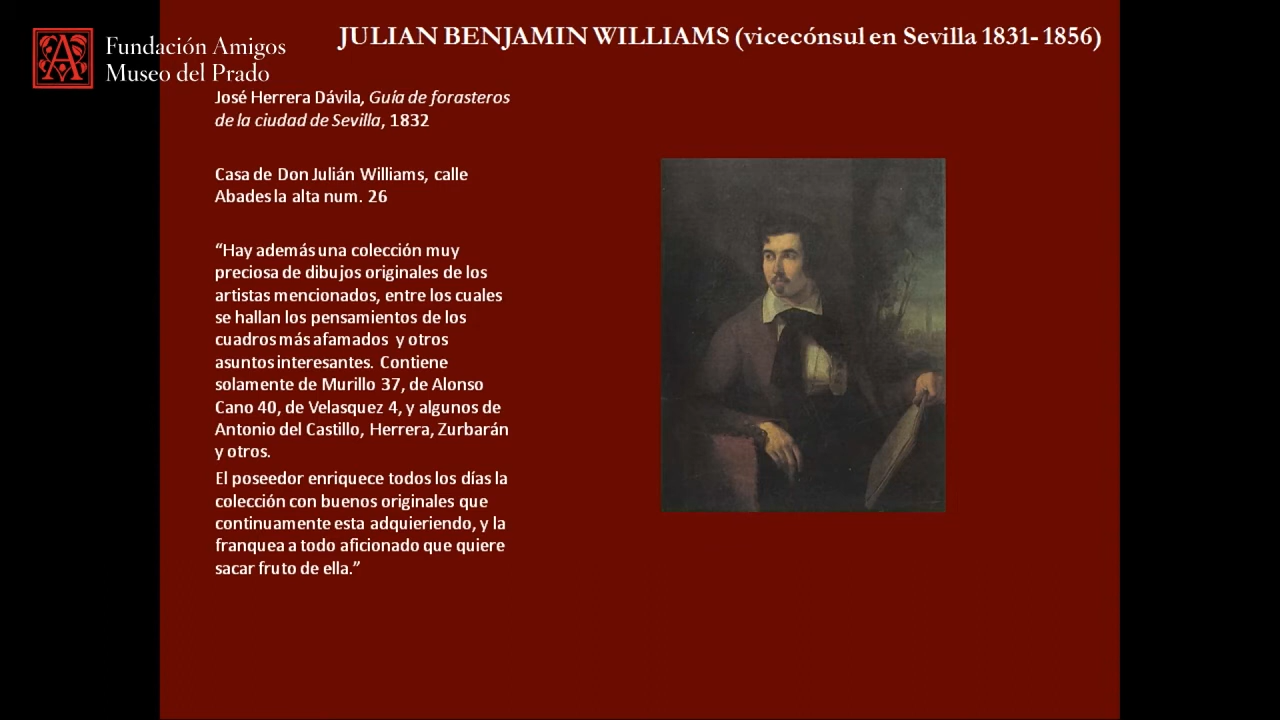 JULIAN BENJAMIN WILLIAMS (vicecónsul en Sevilla 1831- 1856)
Fundación Amigos
Museo del Prado
José Herrera Dávila, Guía de forasteros
de la ciudad de Sevilla, 1832
Casa de Don Julián Williams, calle
Abades la alta num. 26
“Hay además una colección muy
preciosa de dibujos originales de los
artistas mencionados, entre los cuales
se hallan los pensamientos de los
cuadros más afamados y otros
asuntos interesantes. Contiene
solamente de Murillo 37, de Alonso
Cano 40, de Velasquez 4, y algunos de
Antonio del Castillo, Herrera, Zurbarán
y otros.
El poseedor enriquece todos los días la
colección con buenos originales que
continuamente esta adquieriendo, y la
franquea a todo aficionado que quiere
sacar fruto de ella.”